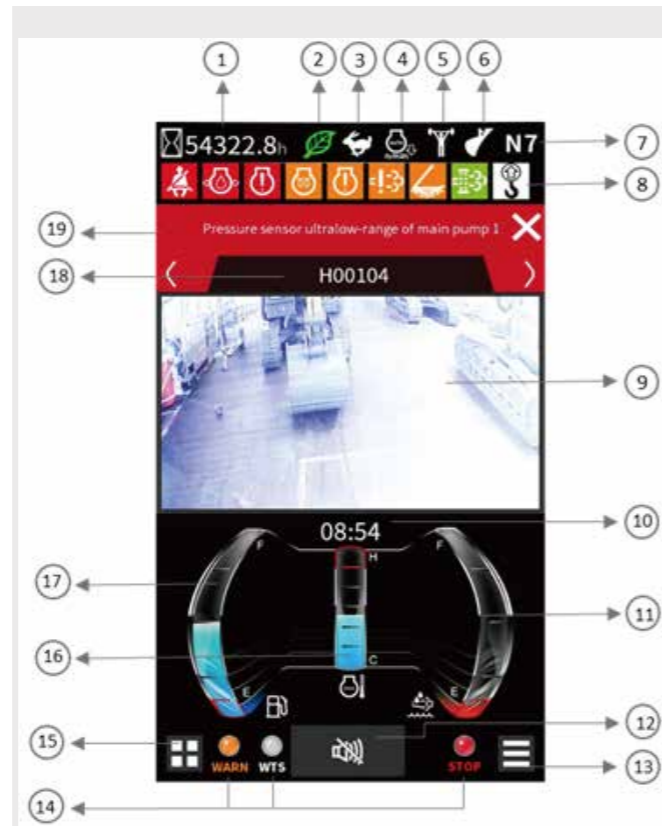 1 2 3 4 5 6
54322.8h N7 7
8
19 Pressure sensor ultralow-range of main pump 1
18 H00104
9
08:54 10
F H F
17 11
16 C
E E
12
15 WARN WTS STOP 13
14